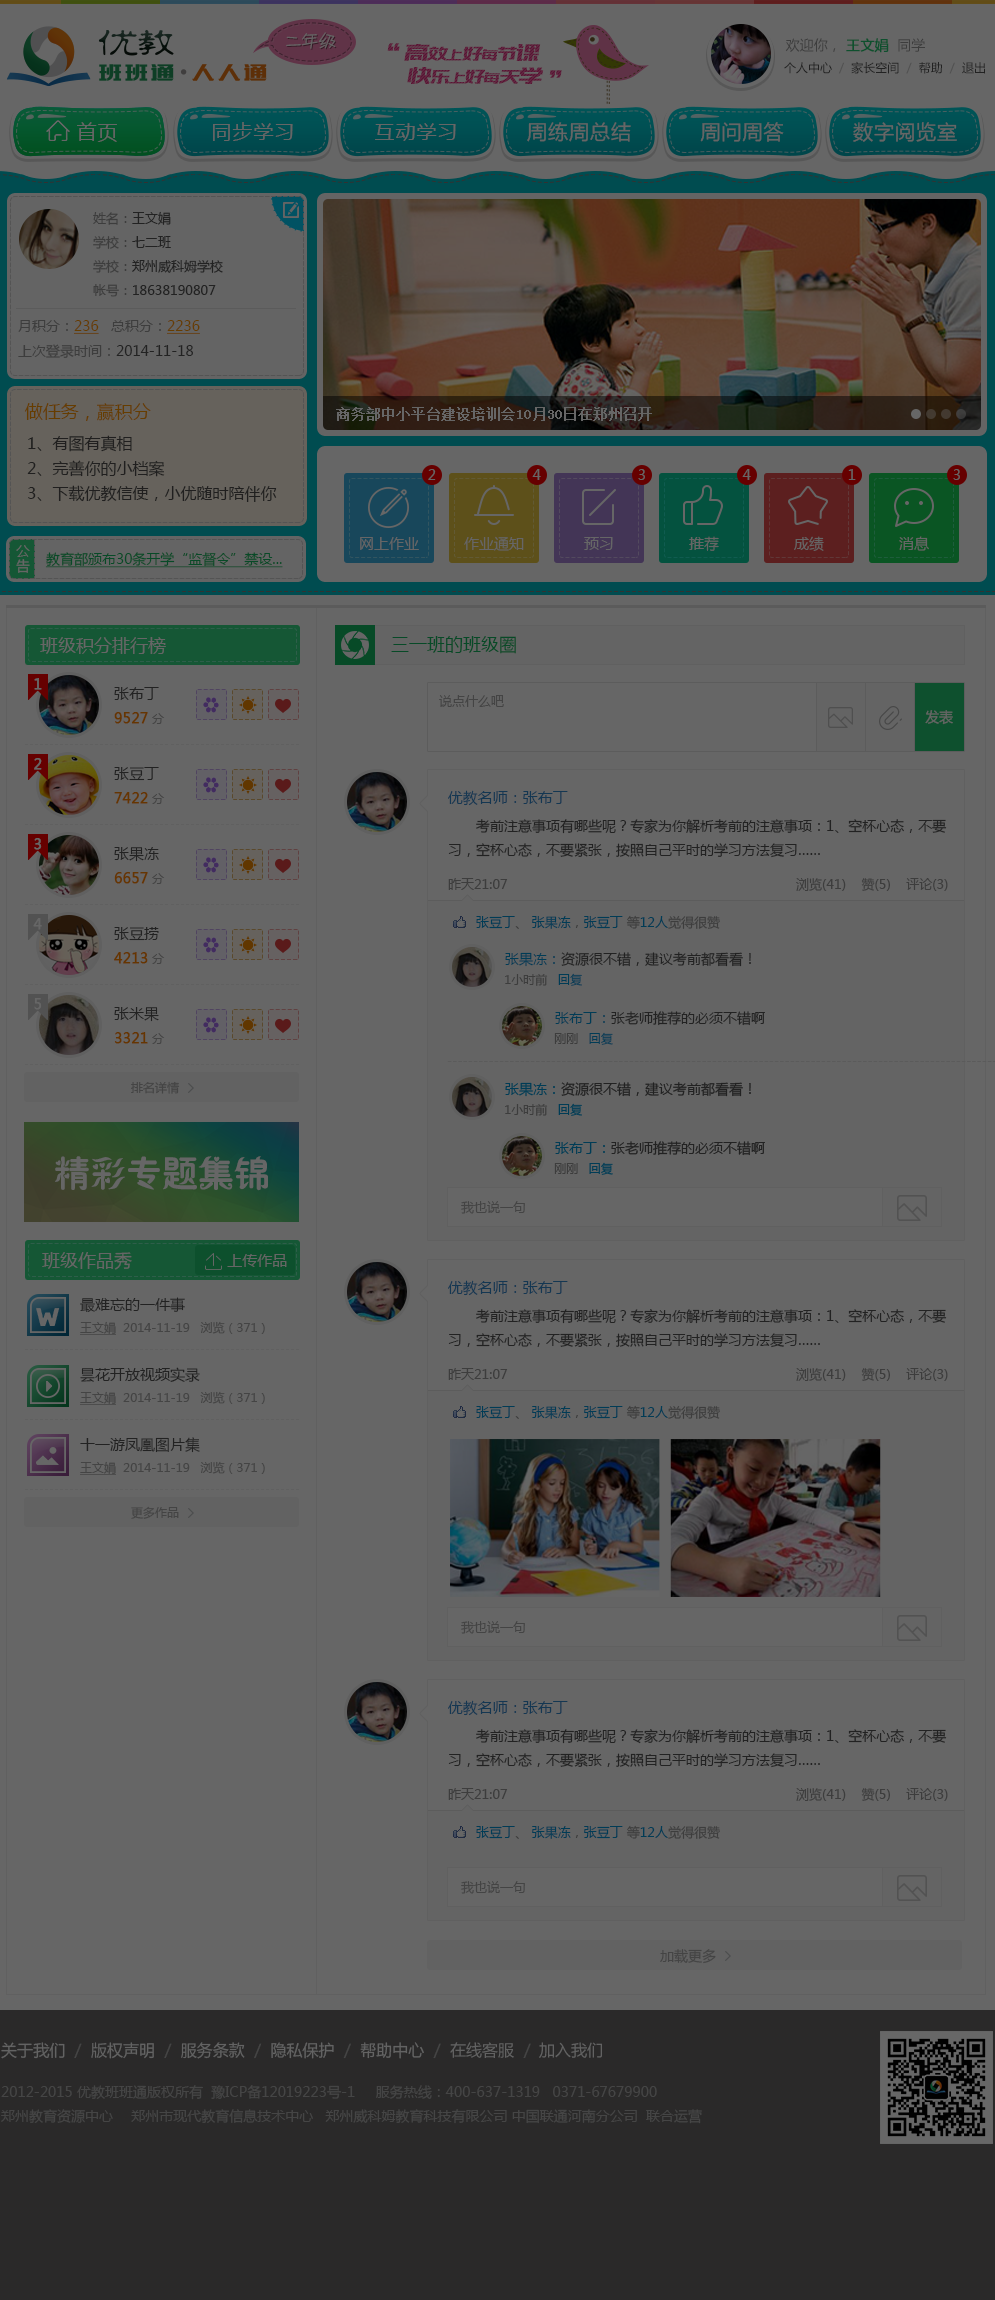 优教
班班通·人人通
二年级
“高效上好每节课
快乐上好每天学”
欢迎你， 王文娟 同学
个人中心 / 家长空间 / 帮助 / 退出
首页 同步学习 互动学习 周练周总结 周问周答 数字阅览室
姓名：王文娟
学校：七二班
学校：郑州威科姆学校
帐号：18638190807
月积分：236 总积分：2236
上次登录时间：2014-11-18
做任务，赢积分
1、有图有真相
2、完善你的小档案
3、下载优教信使，小优随时陪伴你
公告
教育部颁布30条开学“监督令”禁设...
商务部中小平台建设培训会10月30日在郑州召开
2 4 3 4 1 3
网上作业 作业通知 预习 推荐 成绩 消息
班级积分排行榜
1
张布丁
9527 分
2
张豆丁
7422 分
3
张果冻
6657 分
4
张豆捞
4213 分
5
张米果
3321 分
排名详情 >
精彩专题集锦
班级作品秀 上传作品
W
最难忘的一件事
王文娟 2014-11-19 浏览（371）
昙花开放视频实录
王文娟 2014-11-19 浏览（371）
十一游凤凰图片集
王文娟 2014-11-19 浏览（371）
更多作品 >
三一班的班级圈
说点什么吧
发表
优教名师：张布丁
考前注意事项有哪些呢？专家为你解析考前的注意事项：1、空杯心态，不要
习，空杯心态，不要紧张，按照自己平时的学习方法复习......
昨天21:07 浏览(41) 赞(5) 评论(3)
张豆丁、 张果冻，张豆丁 等12人觉得很赞
张果冻：资源很不错，建议考前都看看！
1小时前 回复
张布丁：张老师推荐的必须不错啊
刚刚 回复
张果冻：资源很不错，建议考前都看看！
1小时前 回复
张布丁：张老师推荐的必须不错啊
刚刚 回复
我也说一句
优教名师：张布丁
考前注意事项有哪些呢？专家为你解析考前的注意事项：1、空杯心态，不要
习，空杯心态，不要紧张，按照自己平时的学习方法复习......
昨天21:07 浏览(41) 赞(5) 评论(3)
张豆丁、 张果冻，张豆丁 等12人觉得很赞
我也说一句
优教名师：张布丁
考前注意事项有哪些呢？专家为你解析考前的注意事项：1、空杯心态，不要
习，空杯心态，不要紧张，按照自己平时的学习方法复习......
昨天21:07 浏览(41) 赞(5) 评论(3)
张豆丁、 张果冻，张豆丁 等12人觉得很赞
我也说一句
加载更多 >
关于我们 / 版权声明 / 服务条款 / 隐私保护 / 帮助中心 / 在线客服 / 加入我们
2012-2015 优教班班通版权所有 豫ICP备12019223号-1 服务热线：400-637-1319 0371-67679900
郑州教育资源中心 郑州市现代教育信息技术中心 郑州威科姆教育科技有限公司 中国联通河南分公司 联合运营